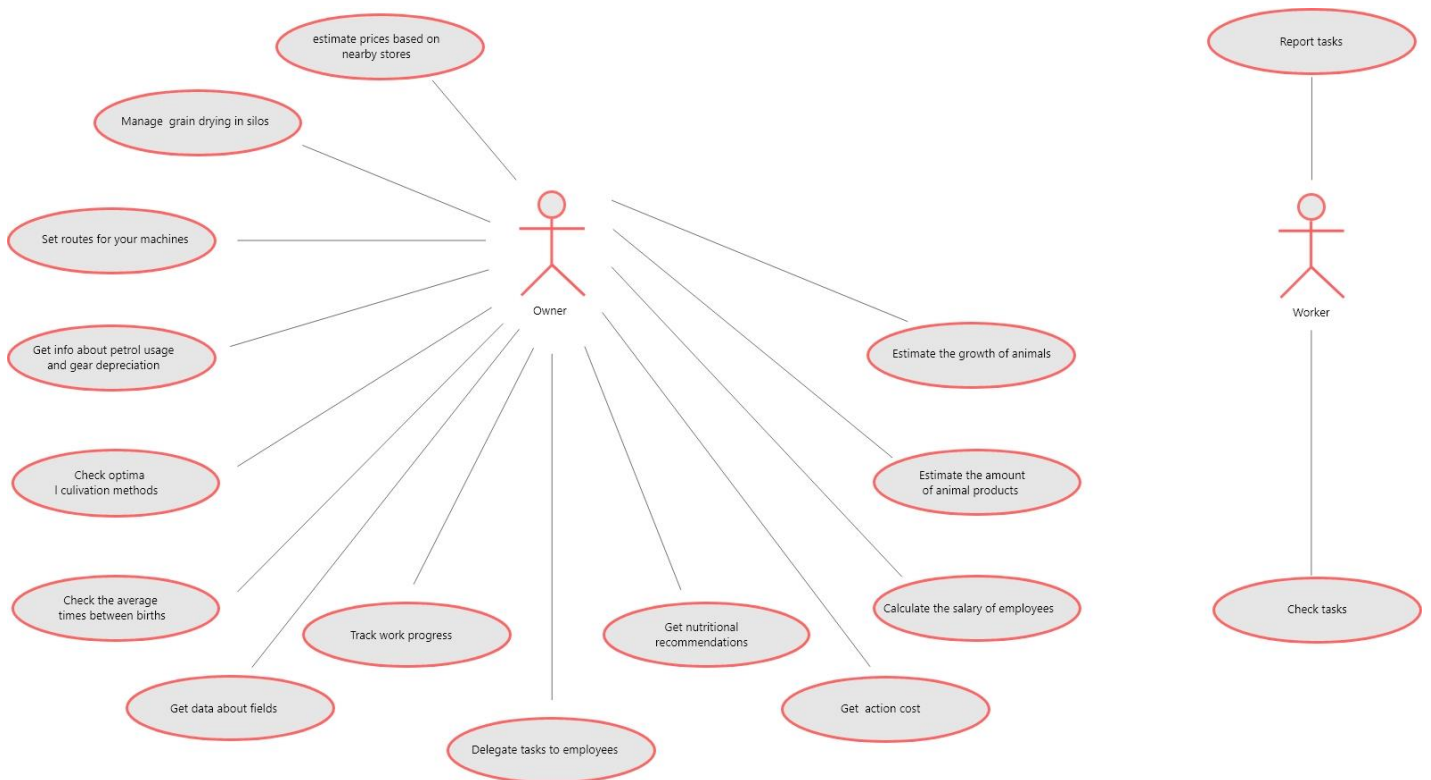 estimate prices based on
nearby stores
Report tasks
Manage grain drying in silos
Set routes for your machines
Owner
Worker
Get info about petrol usage
and gear depreciation
Estimate the growth of animals
Check optima
l culivation methods
Estimate the amount
of animal products
Check the average
times between births
Track work progress
Get nutritional
recommendations
Calculate the salary of employees
Check tasks
Get data about fields
Get action cost
Delegate tasks to employees